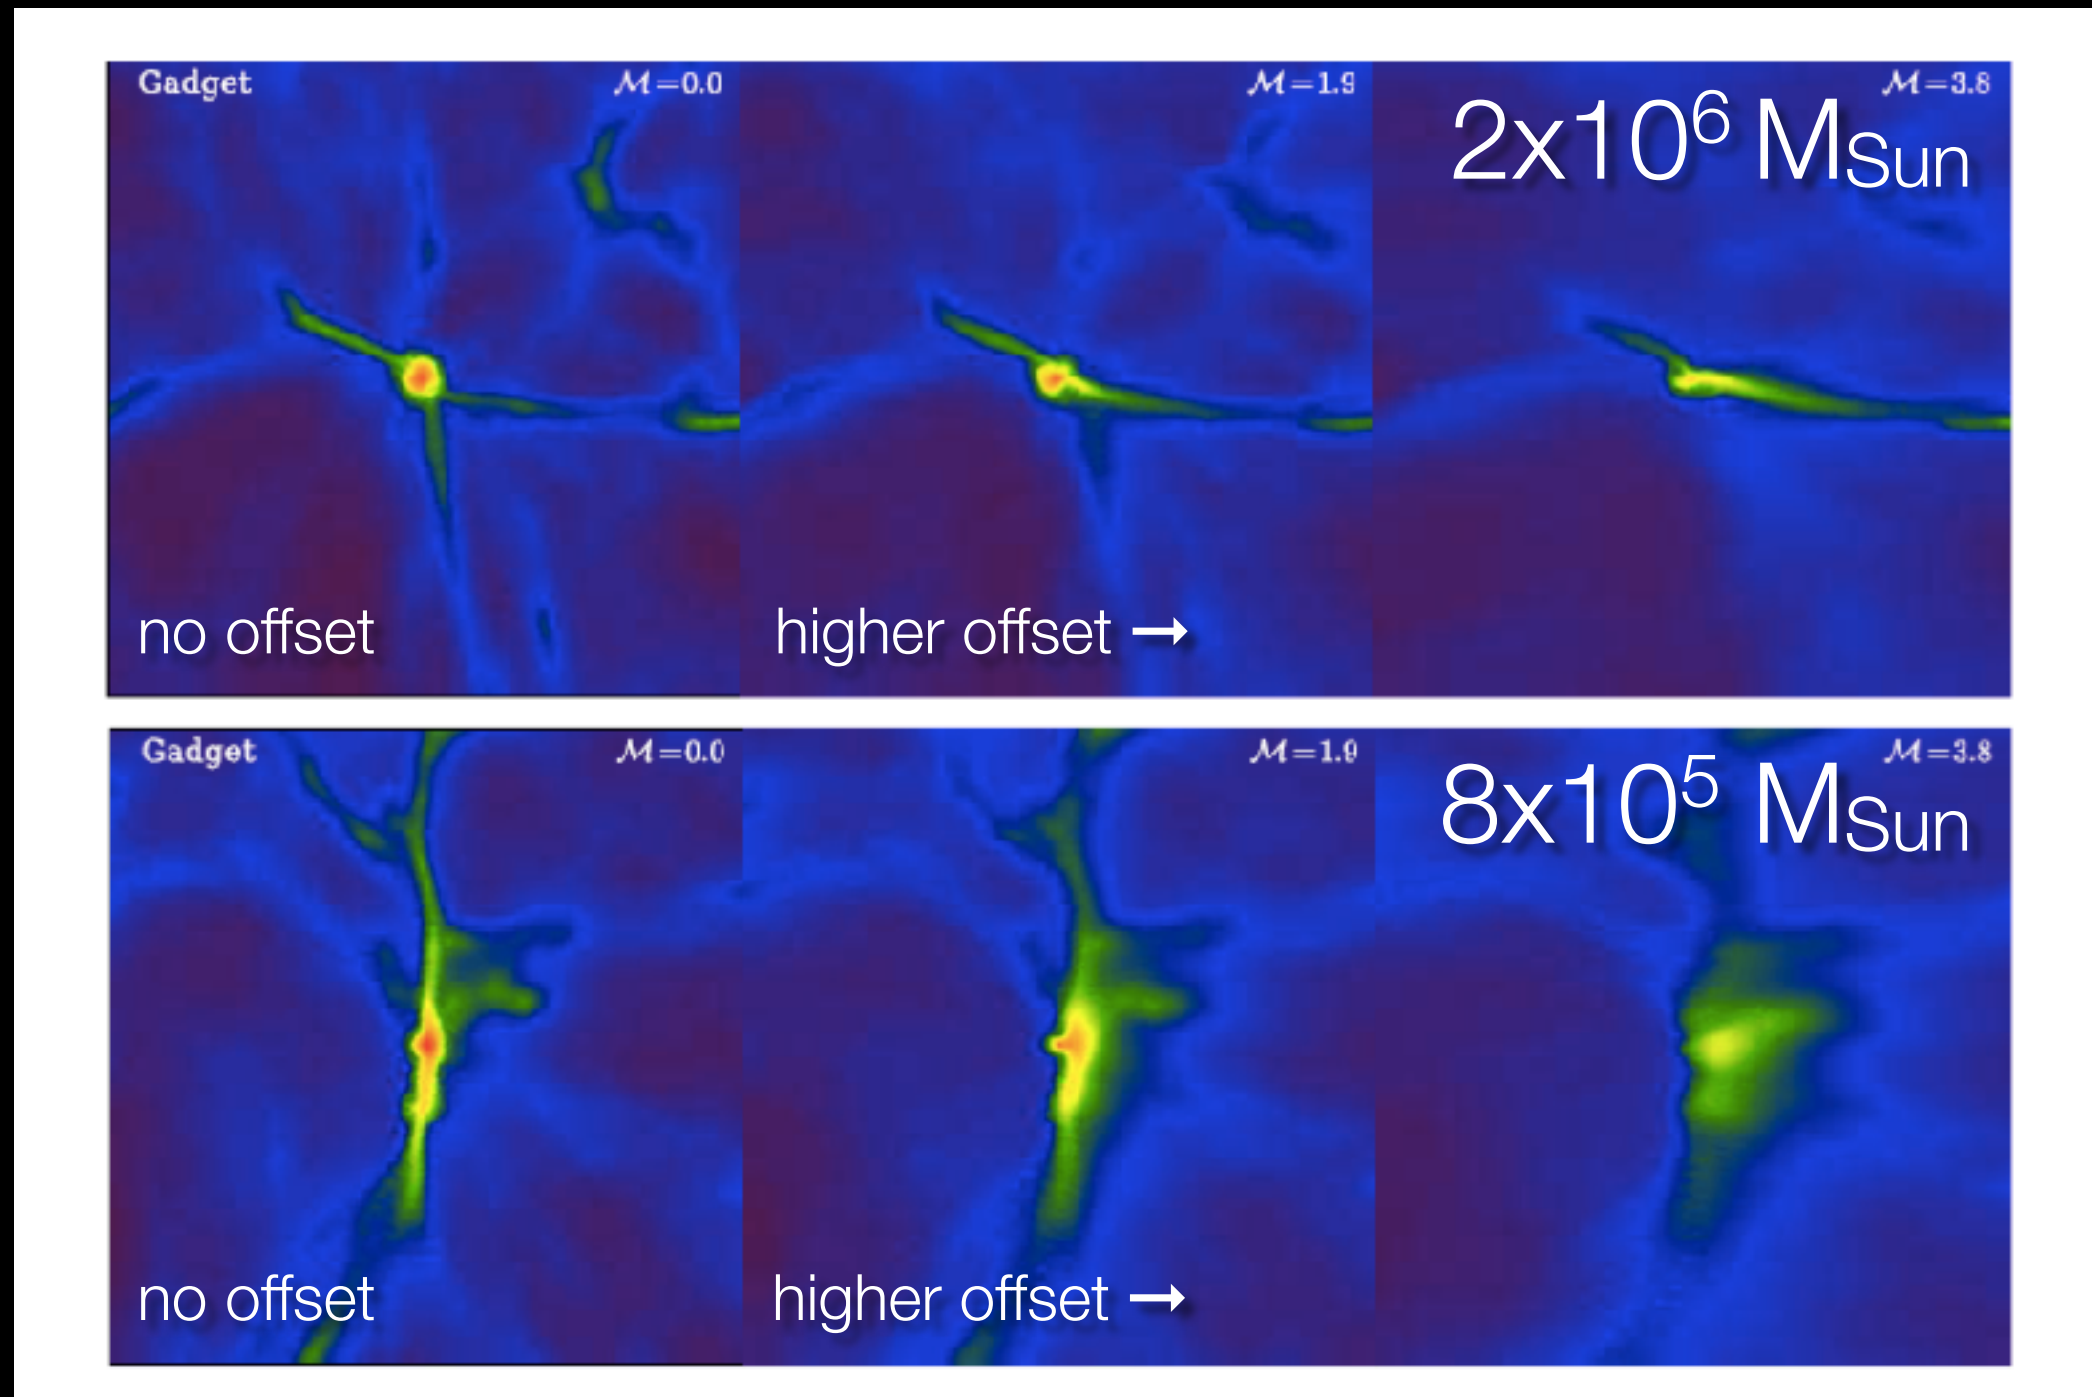 Gadget M=0.0 M=1.9 M=3.8
2x10⁶ MSun
no offset higher offset →
Gadget M=0.0 M=1.9 M=3.8
8x10⁵ MSun
no offset higher offset →